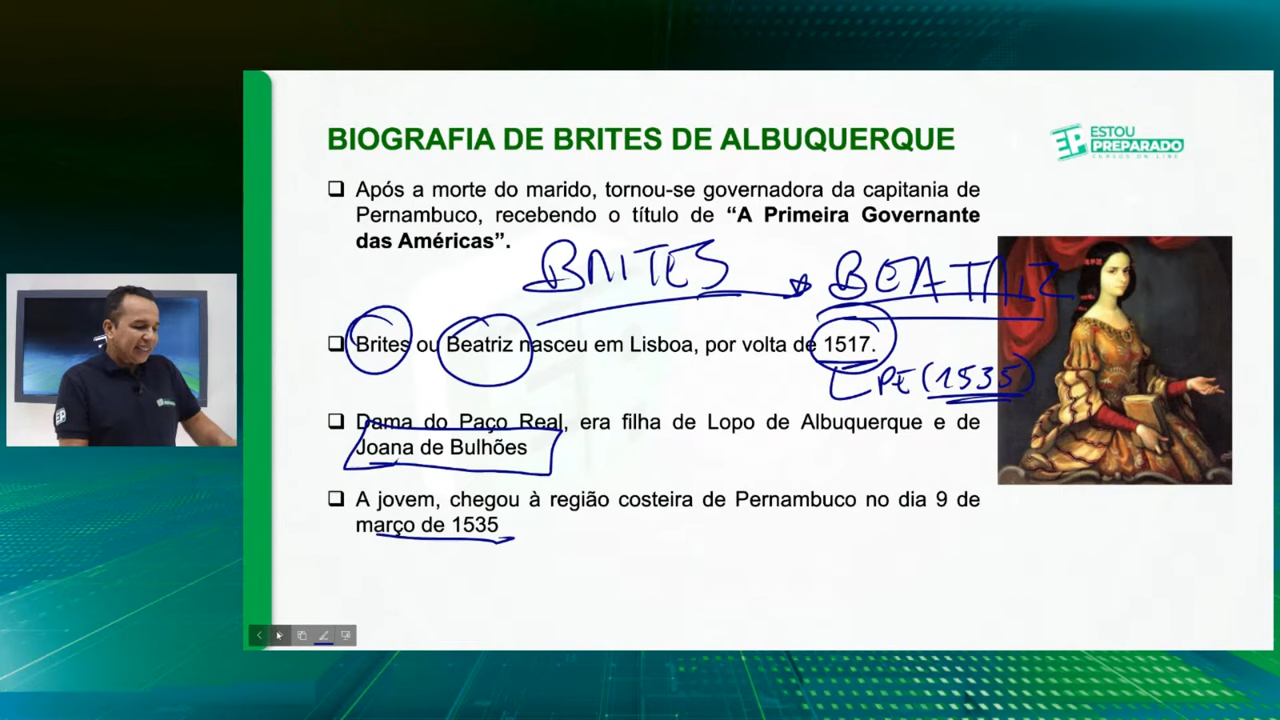 BIOGRAFIA DE BRITES DE ALBUQUERQUE
ESTOU
PREPARADO
CURSOS ON LINE
❑ Após a morte do marido, tornou-se governadora da capitania de
Pernambuco, recebendo o título de “A Primeira Governante
das Américas”.
BRITES → BEATRIZ
❑ Brites ou Beatriz nasceu em Lisboa, por volta de 1517.
PE (1535)
❑ Dama do Paço Real, era filha de Lopo de Albuquerque e de
Joana de Bulhões
❑ A jovem, chegou à região costeira de Pernambuco no dia 9 de
março de 1535
EP